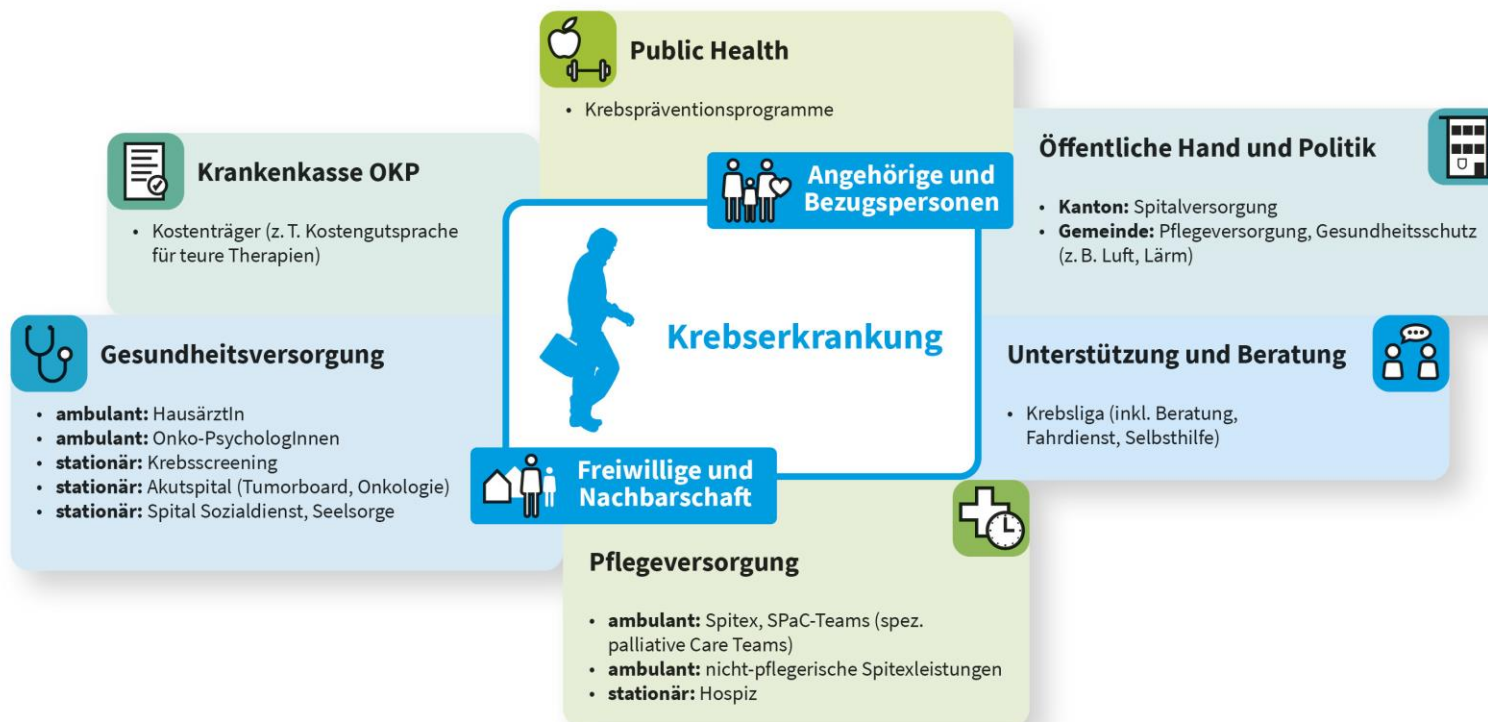 Public Health
• Krebspräventionsprogramme
Krankenkasse OKP
• Kostenträger (z. T. Kostengutsprache
für teure Therapien)
Angehörige und
Bezugspersonen
Öffentliche Hand und Politik
• Kanton: Spitalversorgung
• Gemeinde: Pflegeversorgung, Gesundheitsschutz
(z. B. Luft, Lärm)
Krebserkrankung
Gesundheitsversorgung
• ambulant: HausärztIn
• ambulant: Onko-PsychologInnen
• stationär: Krebsscreening
• stationär: Akutspital (Tumorboard, Onkologie)
• stationär: Spital Sozialdienst, Seelsorge
Unterstützung und Beratung
• Krebsliga (inkl. Beratung,
Fahrdienst, Selbsthilfe)
Freiwillige und
Nachbarschaft
Pflegeversorgung
• ambulant: Spitex, SPaC-Teams (spez.
palliative Care Teams)
• ambulant: nicht-pflegerische Spitexleistungen
• stationär: Hospiz